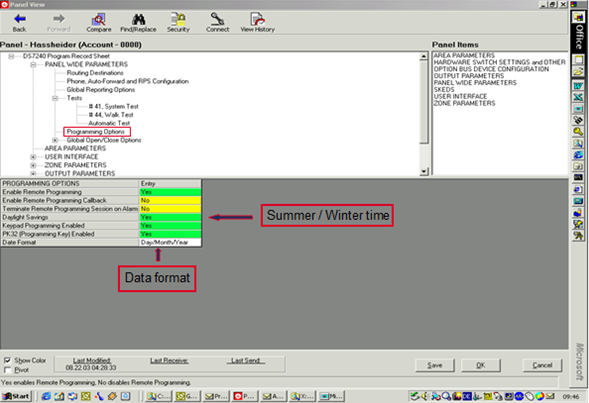 Panel View
Back
Forward
Compare
Find/Replace
Security
Connect
View History
Panel - Hassheider (Account - 0000)
DS7240 Program Record Sheet
PANEL WIDE PARAMETERS
Routing Destinations
Phone, Auto-Forward and RPS Configuration
Global Reporting Options
Tests
# 41, System Test
# 44, Walk Test
Automatic Test
Programming Options
Global Open/Close Options
AREA PARAMETERS
USER INTERFACE
ZONE PARAMETERS
OUTPUT PARAMETERS
Panel Items
AREA PARAMETERS
HARDWARE SWITCH SETTINGS and OTHER
OPTION BUS DEVICE CONFIGURATION
OUTPUT PARAMETERS
PANEL WIDE PARAMETERS
SKEDS
USER INTERFACE
ZONE PARAMETERS
PROGRAMMING OPTIONS Entry
Enable Remote Programming Yes
Enable Remote Programming Callback No
Terminate Remote Programming Session on Alarm No
Daylight Savings Yes
Keypad Programming Enabled Yes
PK32 (Programming Key) Enabled Yes
Date Format Day/Month/Year
Summer / Winter time
Data format
Show Color
Pivot
Last Modified:
08.22.03 04:28:33
Last Receive:
Last Send:
Save
OK
Cancel
Yes enables Remote Programming, No disables Remote Programming.
Start
C:...
G...
Pr...
P...
A...
X:...
Mi...
09:46
Office
Microsoft